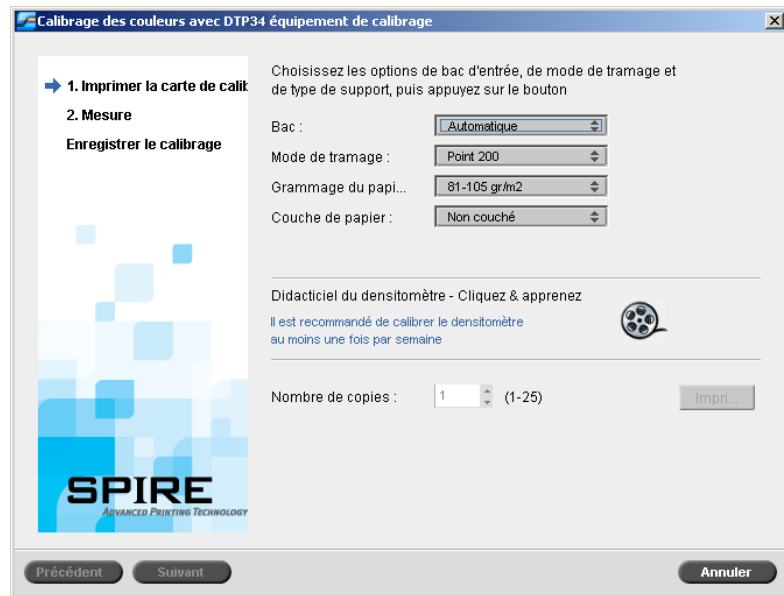 Calibrage des couleurs avec DTP34 équipement de calibrage
1. Imprimer la carte de calib
2. Mesure
Enregistrer le calibrage
Choisissez les options de bac d'entrée, de mode de tramage et
de type de support, puis appuyez sur le bouton
Bac : Automatique
Mode de tramage : Point 200
Grammage du papi... 81-105 gr/m2
Couche de papier : Non couché
Didacticiel du densitomètre - Cliquez & apprenez
Il est recommandé de calibrer le densitomètre
au moins une fois par semaine
Nombre de copies : 1 (1-25) Impri...
SPIRE
ADVANCED PRINTING TECHNOLOGY
Précédent Suivant Annuler